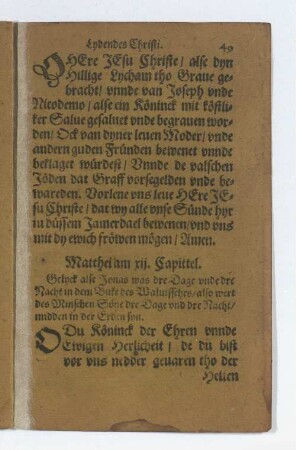 Lydendes Christi. 49
O HEre JEsu Christe/ alse dyn
Hillige Lycham tho Graue ge-
bracht/ vnnde van Joseph vnde
Nicodemo/ alse ein Köninck mit köstli-
ker Salue gesaluet vnde begrauen wor-
den/ Ock van dyner leuen Moder/ vnde
andern guden Fründen bewenet vnnde
beklaget würdest/ Vnnde de valschen
Jöden dat Graff vorsegelden vnde be-
wareden. Vorlene vns leue HEre JE-
su Christe/ dat wy alle vnse Sünde hyr
in düssem Jamerdael bewenen/ vnd vns
mit dy ewich fröwen mögen/ Amen.
Matthei am xij. Capittel.
Gelyck alse Jonas was dre Dage vnde dre
Nacht in dem Buke des Walvisches/ also wert
des Minschen Söne dre Dage vnd dre Nacht/
midden in der Erden son.
O Du Köninck der Ehren vnnde
Ewigen Herlicheit/ de du bist
vor vns nedder geuaren tho der
Hellen